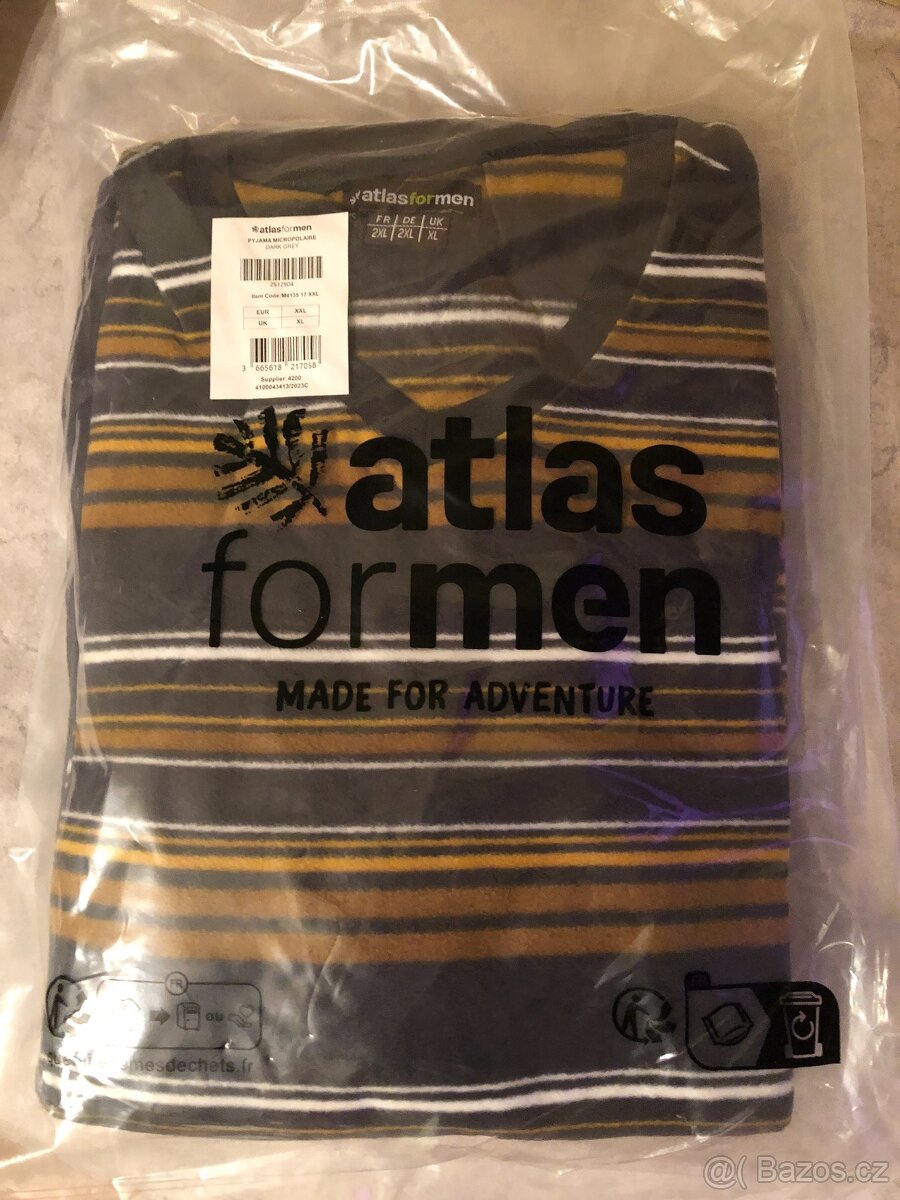 atlasformen
FR DE UK
2XL 2XL XL
atlasformen
PYJAMA MICROPOLAIRE
DARK GREY
2512904
Item Code:M4135 17 XXL
EUR XXL
UK XL
3 665618 217058
Supplier: 4200
4100043413/2023C
atlas
formen
MADE FOR ADVENTURE
FR
OU
mesdechets.fr
@( Bazos.cz